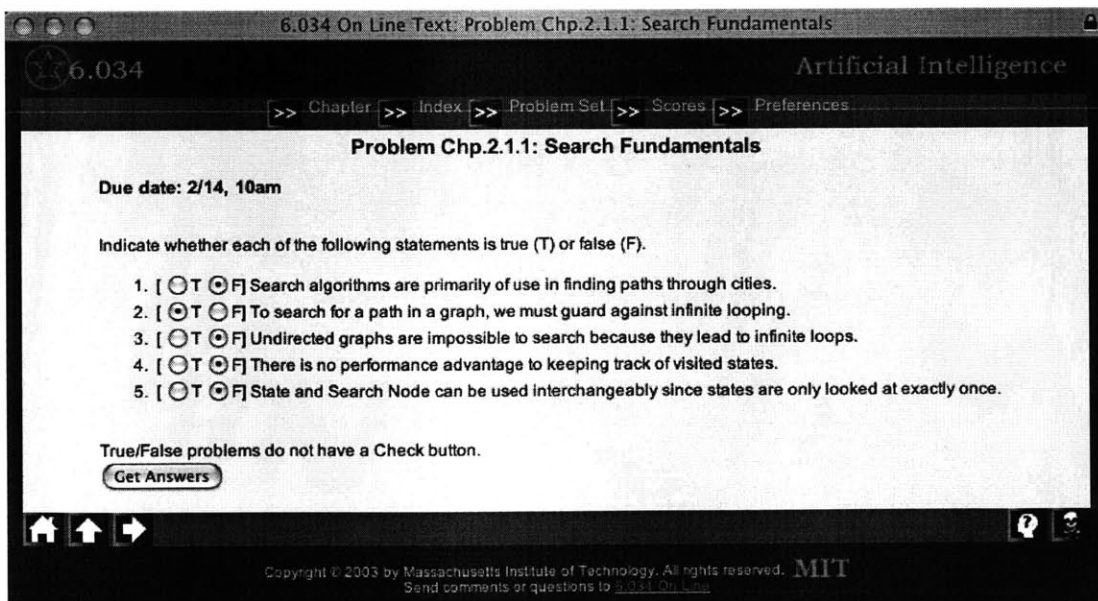 6.034 On Line Text: Problem Chp.2.1.1: Search Fundamentals
6.034 Artificial Intelligence
>> Chapter >> Index >> Problem Set >> Scores >> Preferences
Problem Chp.2.1.1: Search Fundamentals
Due date: 2/14, 10am
Indicate whether each of the following statements is true (T) or false (F).
1. [ T F] Search algorithms are primarily of use in finding paths through cities.
2. [ T F] To search for a path in a graph, we must guard against infinite looping.
3. [ T F] Undirected graphs are impossible to search because they lead to infinite loops.
4. [ T F] There is no performance advantage to keeping track of visited states.
5. [ T F] State and Search Node can be used interchangeably since states are only looked at exactly once.
True/False problems do not have a Check button.
Get Answers
Copyright © 2003 by Massachusetts Institute of Technology. All rights reserved. MIT
Send comments or questions to 6.034 On Line